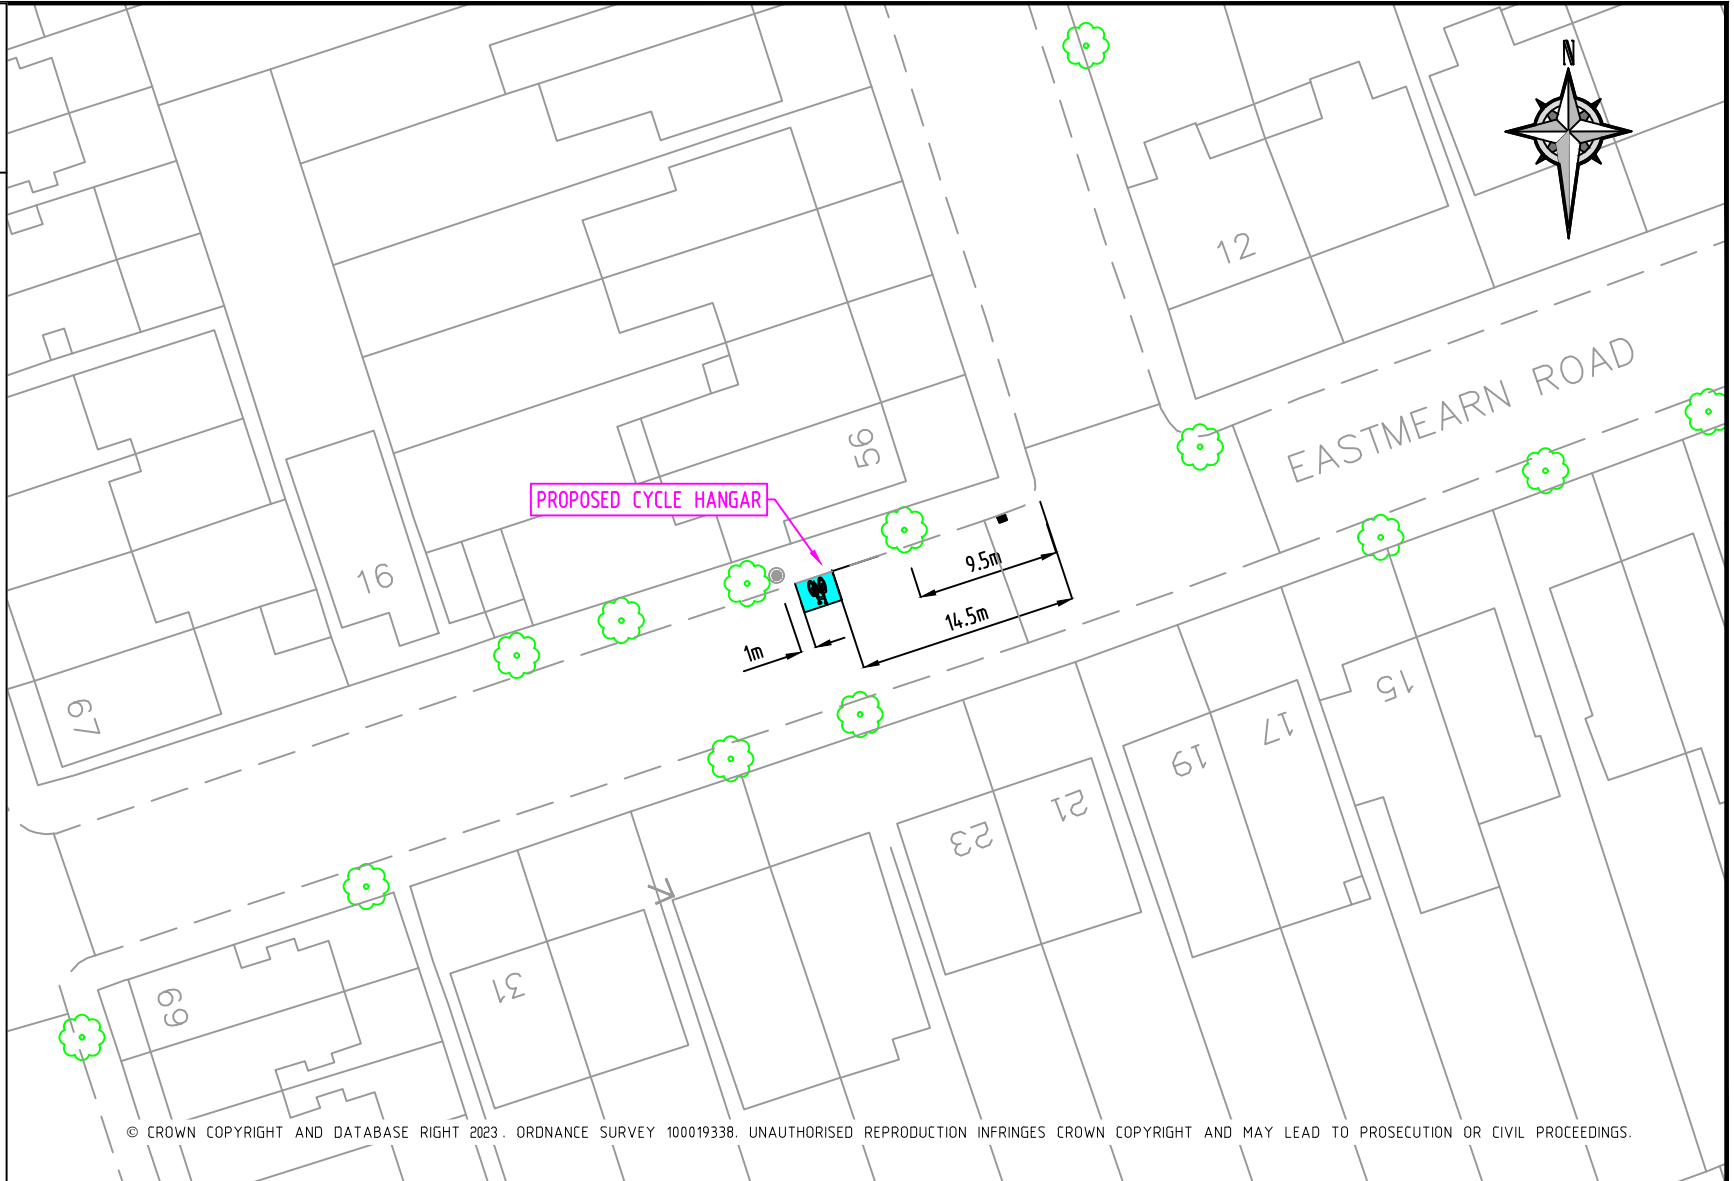 N
12
EASTMEARN ROAD
56
PROPOSED CYCLE HANGAR
9.5m
16
14.5m
1m
15
67
17
19
21
23
31
69
© CROWN COPYRIGHT AND DATABASE RIGHT 2023. ORDNANCE SURVEY 100019338. UNAUTHORISED REPRODUCTION INFRINGES CROWN COPYRIGHT AND MAY LEAD TO PROSECUTION OR CIVIL PROCEEDINGS.